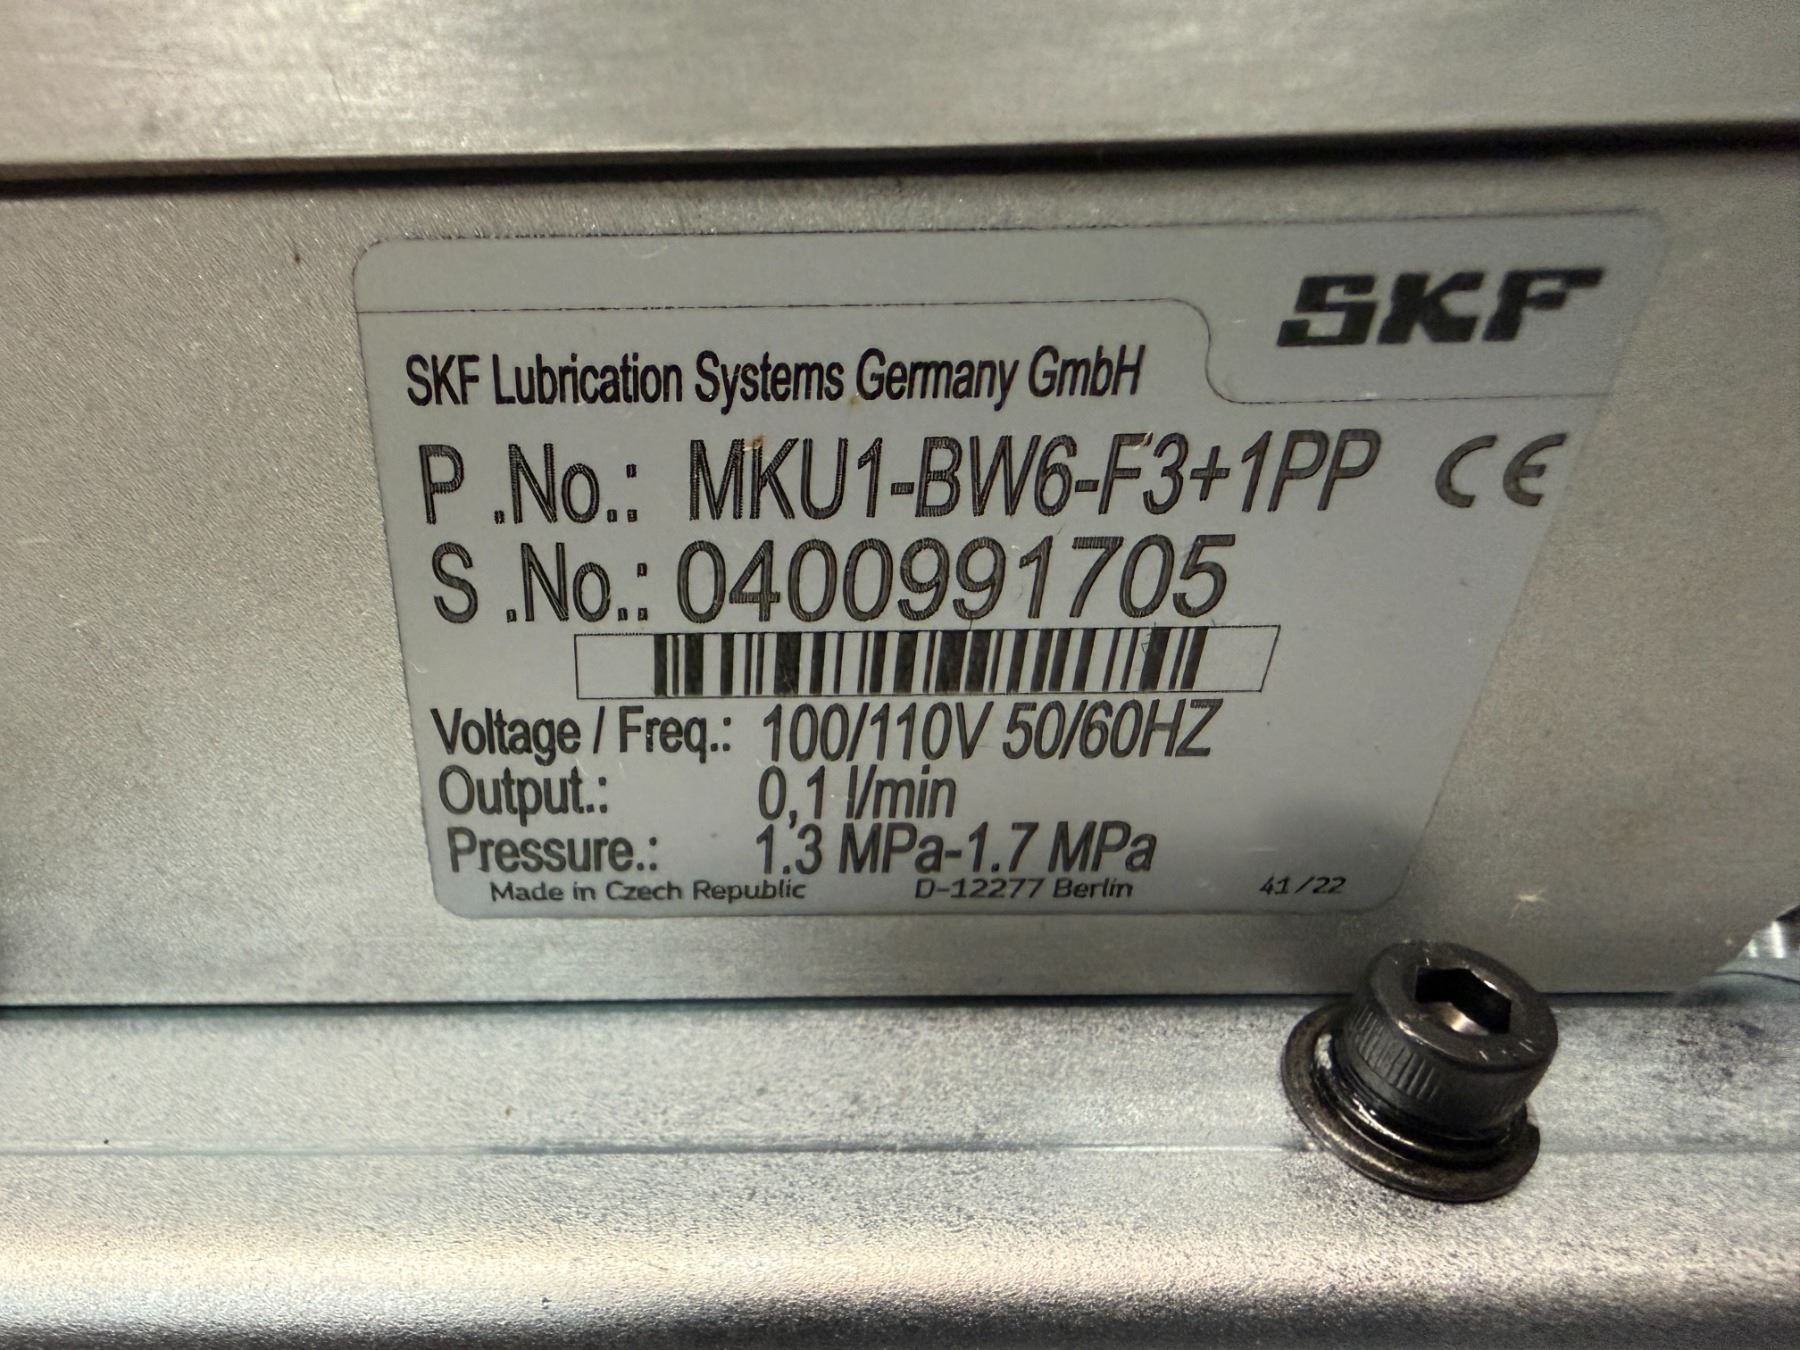 SKF
SKF Lubrication Systems Germany GmbH
P .No.: MKU1-BW6-F3+1PP CE
S .No.: 0400991705
Voltage / Freq.: 100/110V 50/60HZ
Output.: 0,1 l/min
Pressure.: 1.3 MPa-1.7 MPa
Made in Czech Republic D-12277 Berlin 41/22